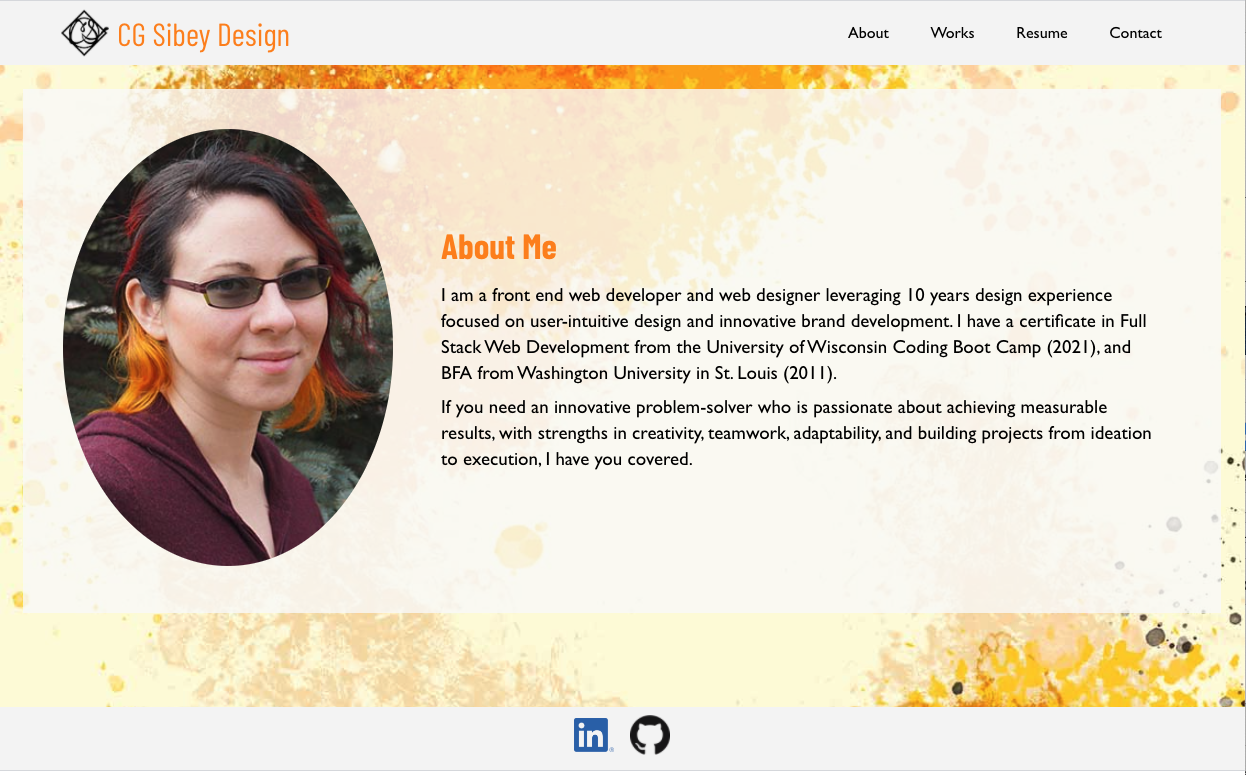 CG Sibey Design
About Works Resume Contact
About Me
I am a front end web developer and web designer leveraging 10 years design experience
focused on user-intuitive design and innovative brand development. I have a certificate in Full
Stack Web Development from the University of Wisconsin Coding Boot Camp (2021), and
BFA from Washington University in St. Louis (2011).
If you need an innovative problem-solver who is passionate about achieving measurable
results, with strengths in creativity, teamwork, adaptability, and building projects from ideation
to execution, I have you covered.
in